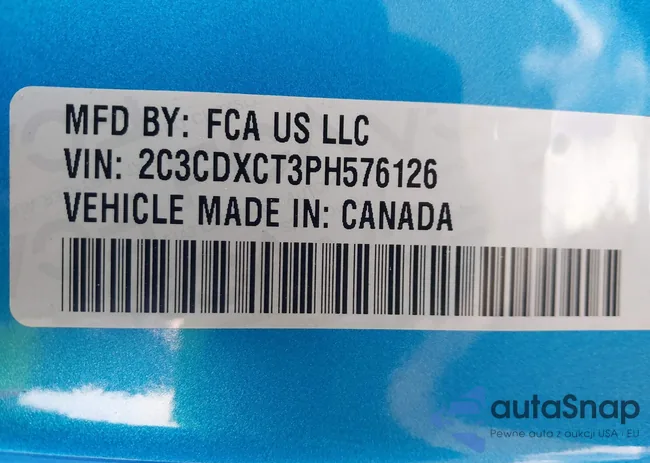 MFD BY: FCA US LLC
VIN: 2C3CDXCT3PH576126
VEHICLE MADE IN: CANADA
autaSnap
Pewne auta z aukcji USA · EU